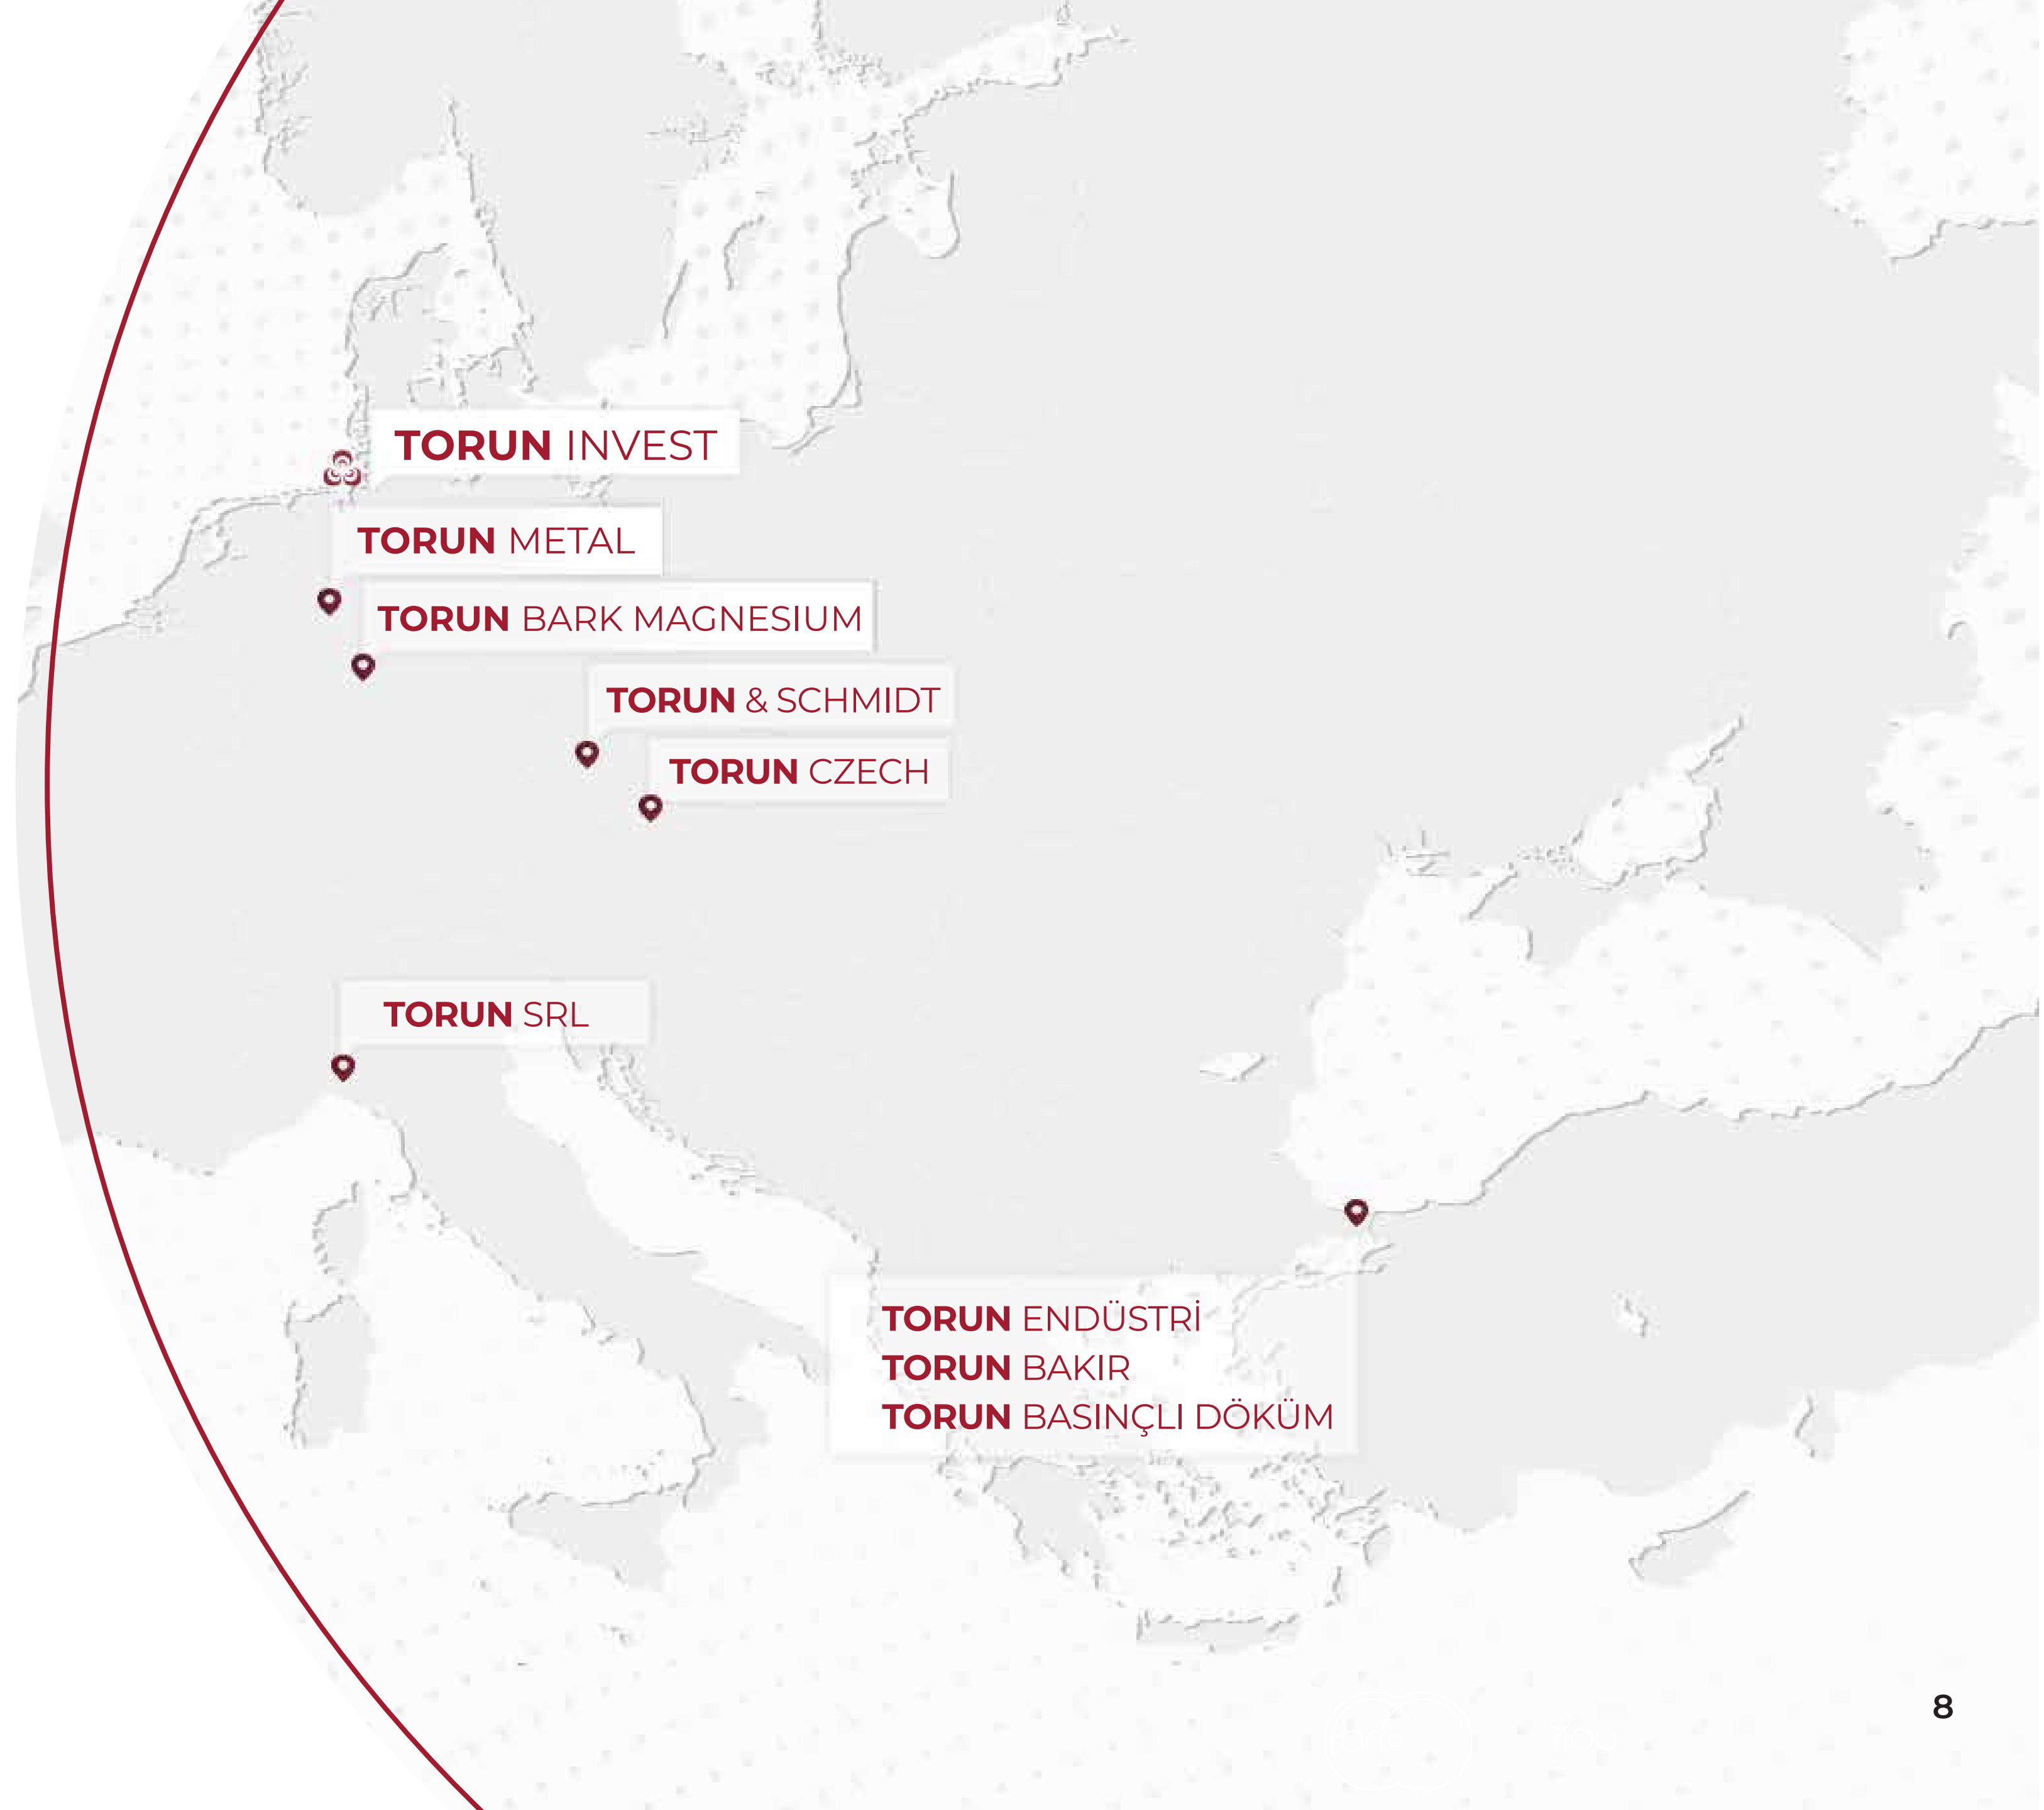 TORUN INVEST
TORUN METAL
TORUN BARK MAGNESIUM
TORUN & SCHMIDT
TORUN CZECH
TORUN SRL
TORUN ENDÜSTRİ
TORUN BAKIR
TORUN BASINÇLI DÖKÜM
8